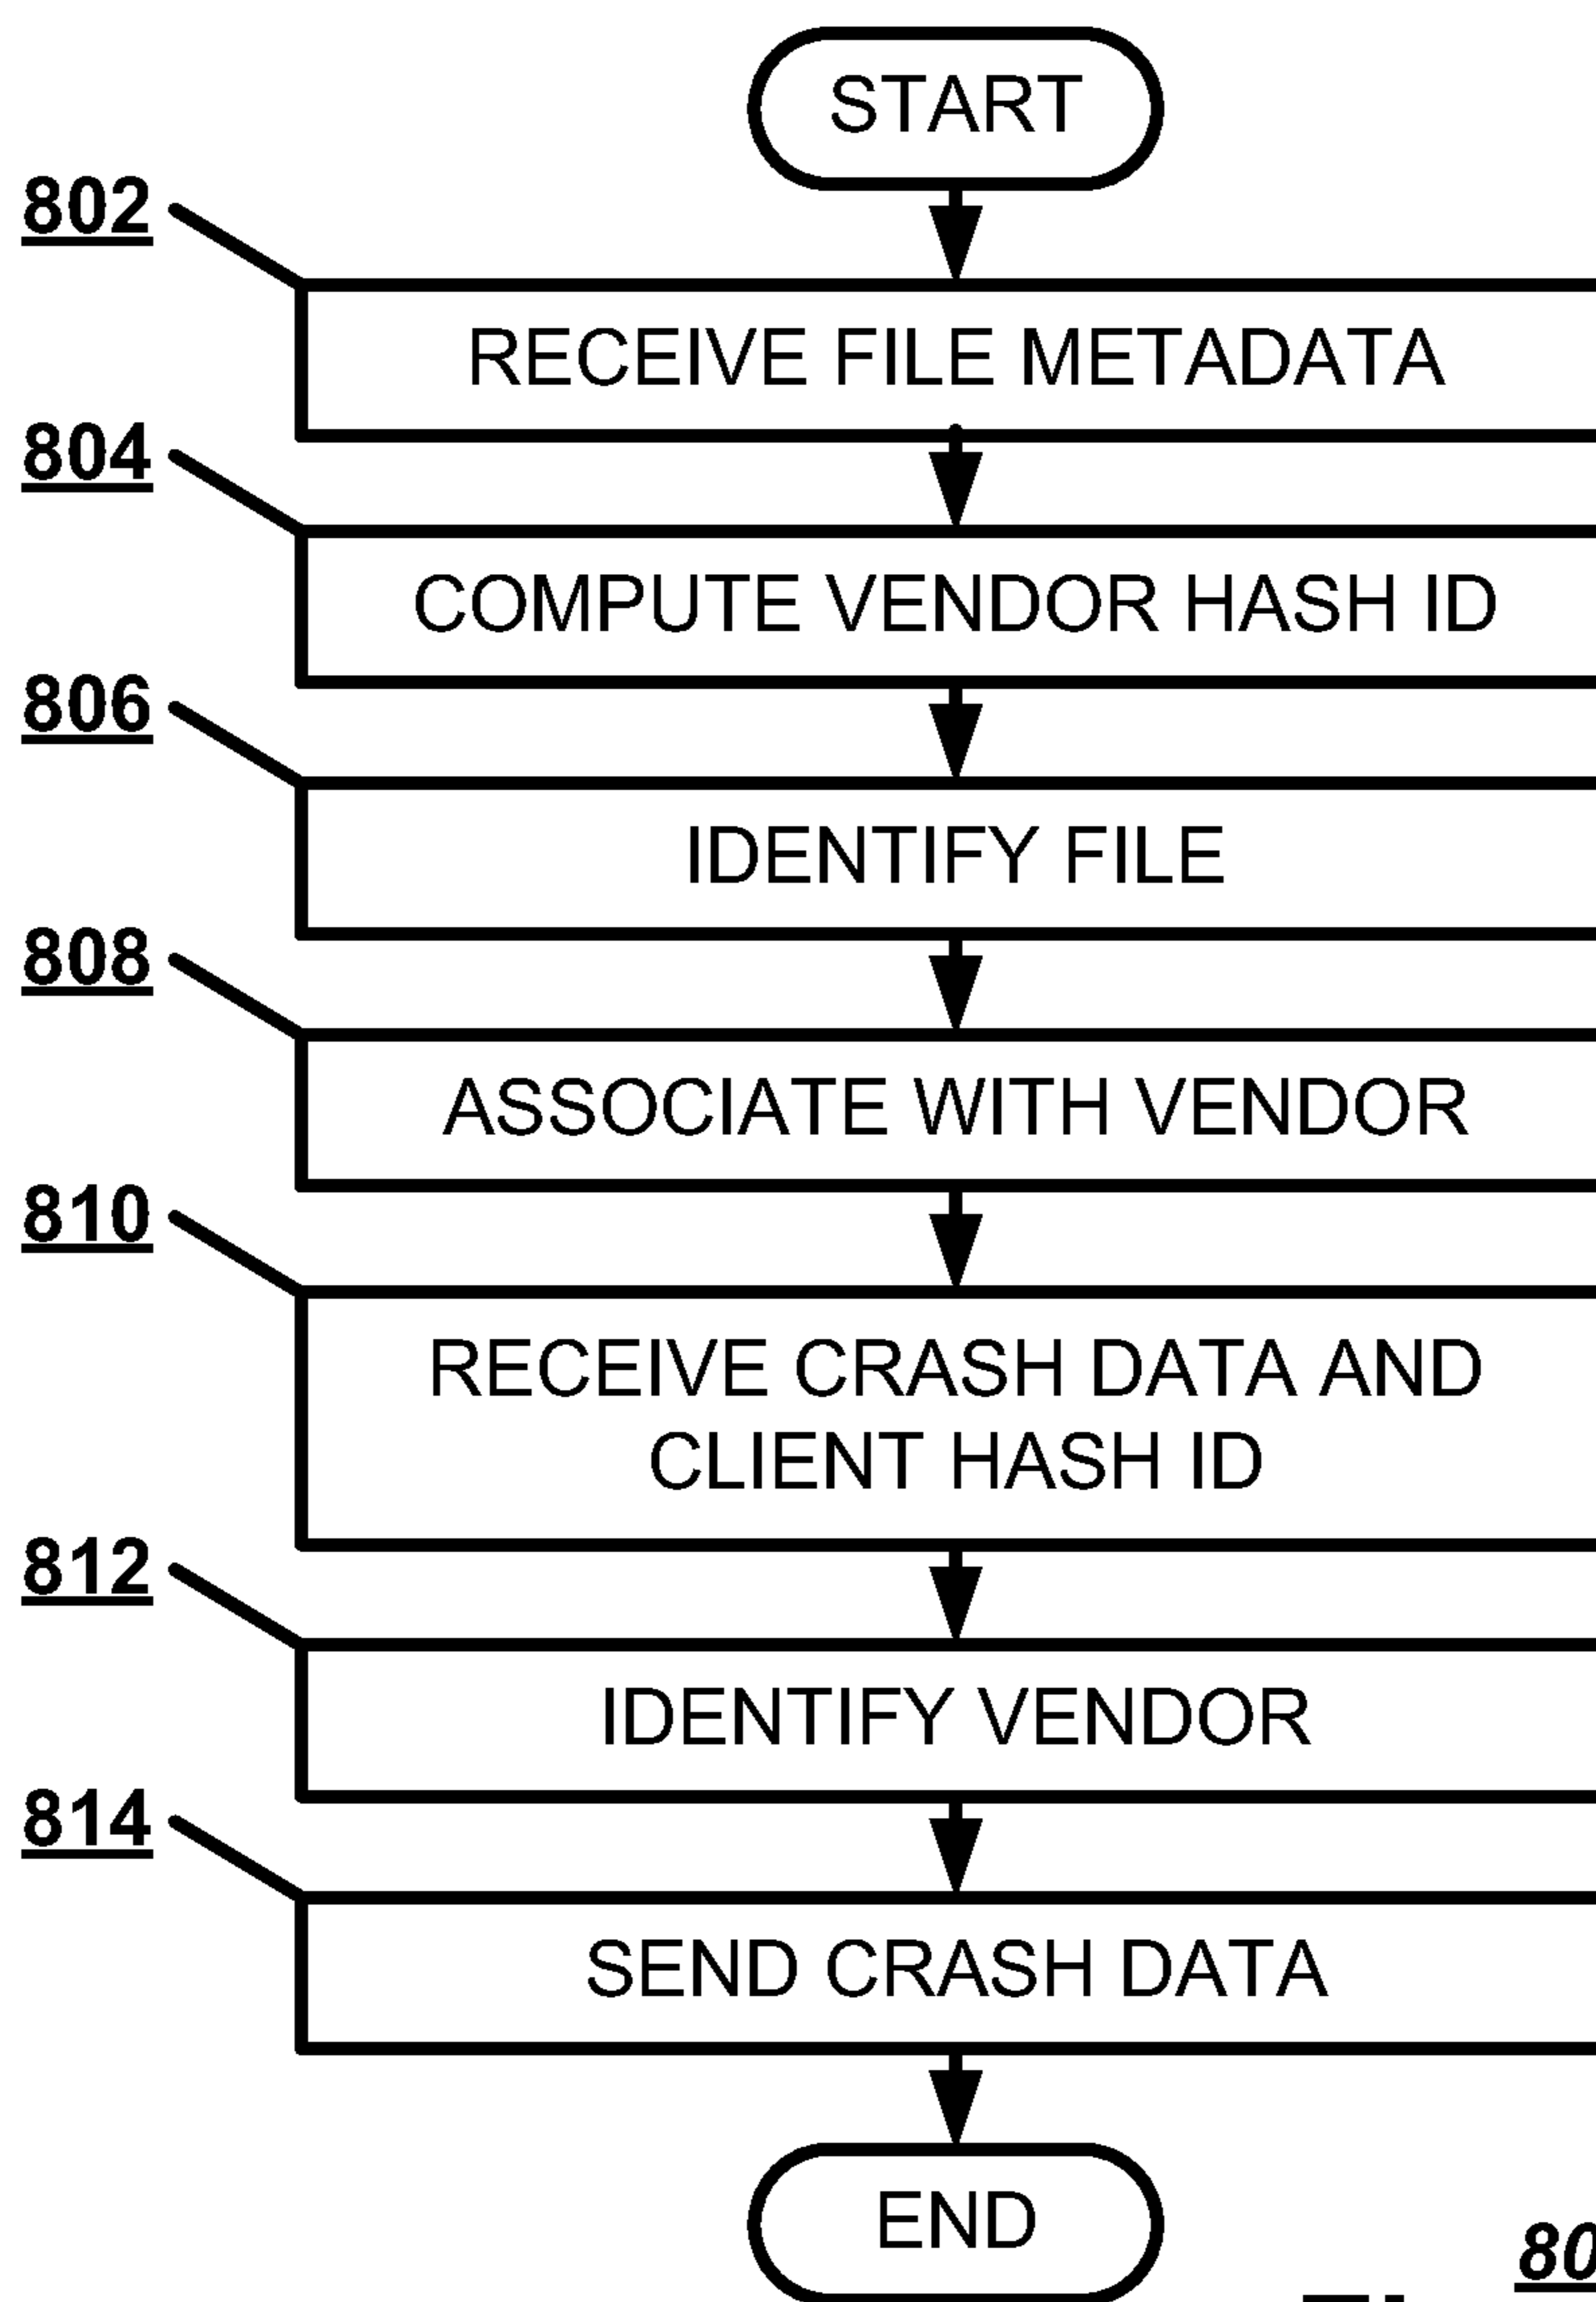 START
802
RECEIVE FILE METADATA
804
COMPUTE VENDOR HASH ID
806
IDENTIFY FILE
808
ASSOCIATE WITH VENDOR
810
RECEIVE CRASH DATA AND
CLIENT HASH ID
812
IDENTIFY VENDOR
814
SEND CRASH DATA
END